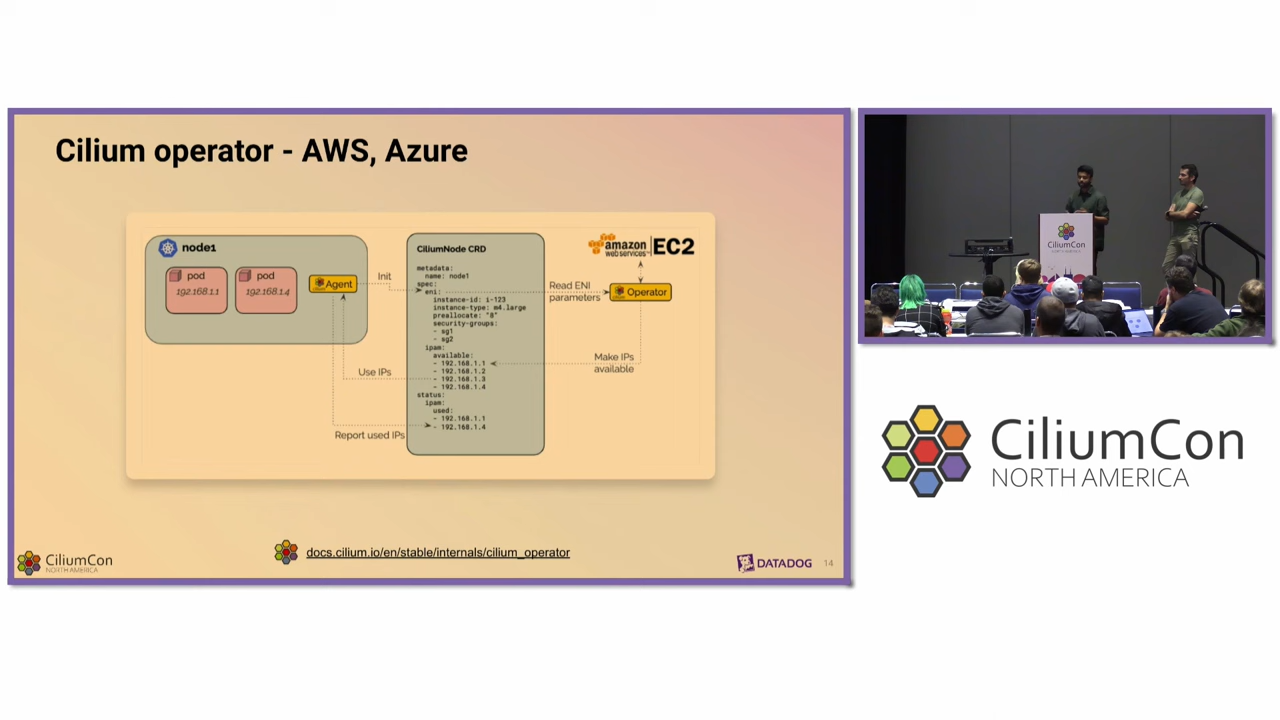 Cilium operator - AWS, Azure
node1
pod
192.168.1.1
pod
192.168.1.4
Agent
Init
CiliumNode CRD
metadata:
name: node1
spec:
eni:
instance-id: i-123
instance-type: m4.large
preallocate: "8"
security-groups:
- sg1
- sg2
ipam:
available:
- 192.168.1.1
- 192.168.1.2
- 192.168.1.3
- 192.168.1.4
status:
ipam:
used:
- 192.168.1.1
- 192.168.1.4
Use IPs
Report used IPs
amazon
webservices
EC2
Read ENI
parameters
Operator
Make IPs
available
CiliumCon
NORTH AMERICA
docs.cilium.io/en/stable/internals/cilium_operator
DATADOG
14
CiliumCon
CiliumCon
NORTH AMERICA